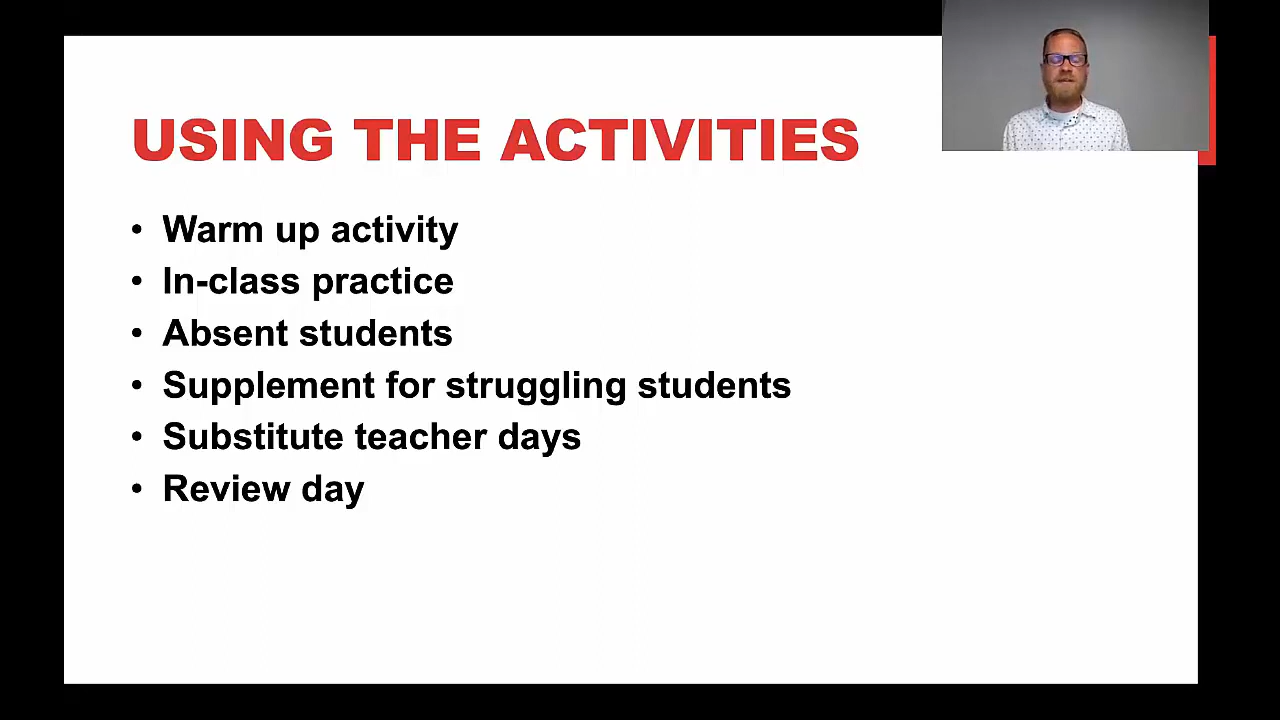 USING THE ACTIVITIES
• Warm up activity
• In-class practice
• Absent students
• Supplement for struggling students
• Substitute teacher days
• Review day